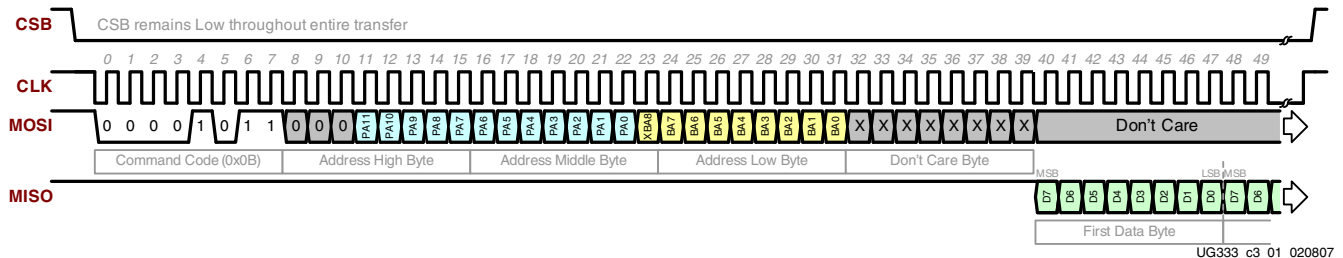 CSB CSB remains Low throughout entire transfer
0 1 2 3 4 5 6 7 8 9 10 11 12 13 14 15 16 17 18 19 20 21 22 23 24 25 26 27 28 29 30 31 32 33 34 35 36 37 38 39 40 41 42 43 44 45 46 47 48 49
CLK
MOSI 0 0 0 0 1 0 1 1 0 0 0 PA11 PA10 PA9 PA8 PA7 PA6 PA5 PA4 PA3 PA2 PA1 PA0 XBA8 BA7 BA6 BA5 BA4 BA3 BA2 BA1 BA0 X X X X X X X X Don't Care
Command Code (0x0B) Address High Byte Address Middle Byte Address Low Byte Don't Care Byte
MSB LSB MSB
MISO D7 D6 D5 D4 D3 D2 D1 D0 D7 D6
First Data Byte
UG333_c3_01_020807